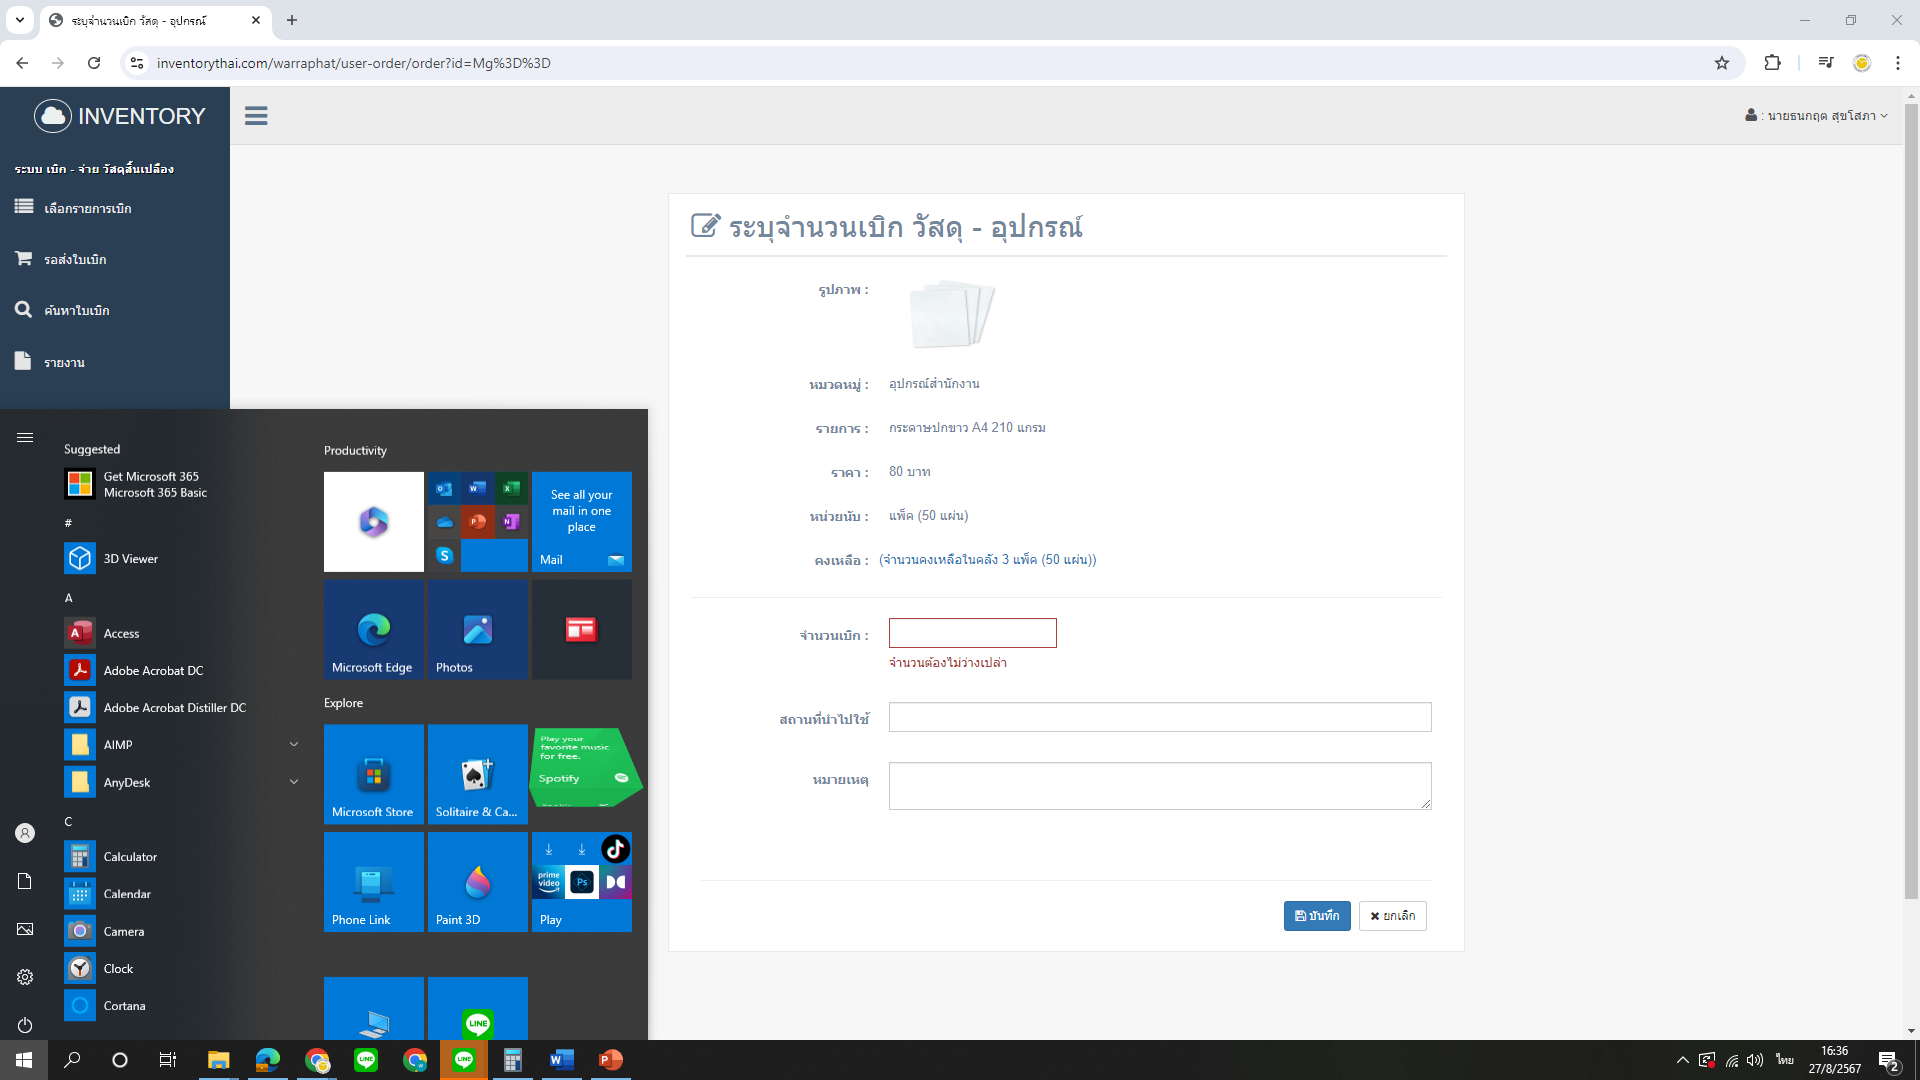 ระบุจำนวนเบิก วัสดุ - อุปกรณ์
inventorythai.com/warraphat/user-order/order?id=Mg%3D%3D
INVENTORY
: นายธนกฤต สุขโสภา
ระบบ เบิก - จ่าย วัสดุสิ้นเปลือง
เลือกรายการเบิก
รอส่งใบเบิก
ค้นหาใบเบิก
รายงาน
ระบุจำนวนเบิก วัสดุ - อุปกรณ์
รูปภาพ :
หมวดหมู่ : อุปกรณ์สำนักงาน
รายการ : กระดาษปกขาว A4 210 แกรม
ราคา : 80 บาท
หน่วยนับ : แพ็ค (50 แผ่น)
คงเหลือ : (จำนวนคงเหลือในคลัง 3 แพ็ค (50 แผ่น))
จำนวนเบิก :
จำนวนต้องไม่ว่างเปล่า
สถานที่นำไปใช้
หมายเหตุ
บันทึก
ยกเลิก
Suggested
Get Microsoft 365
Microsoft 365 Basic
#
3D Viewer
A
Access
Adobe Acrobat DC
Adobe Acrobat Distiller DC
AIMP
AnyDesk
C
Calculator
Calendar
Camera
Clock
Cortana
Productivity
See all your
mail in one
place
Mail
Microsoft Edge
Photos
Explore
Microsoft Store
Solitaire & Ca...
Play your
favorite music
for free.
Spotify
Phone Link
Paint 3D
prime
video
Ps
Play
LINE
ไทย
16:36
27/8/2567
2